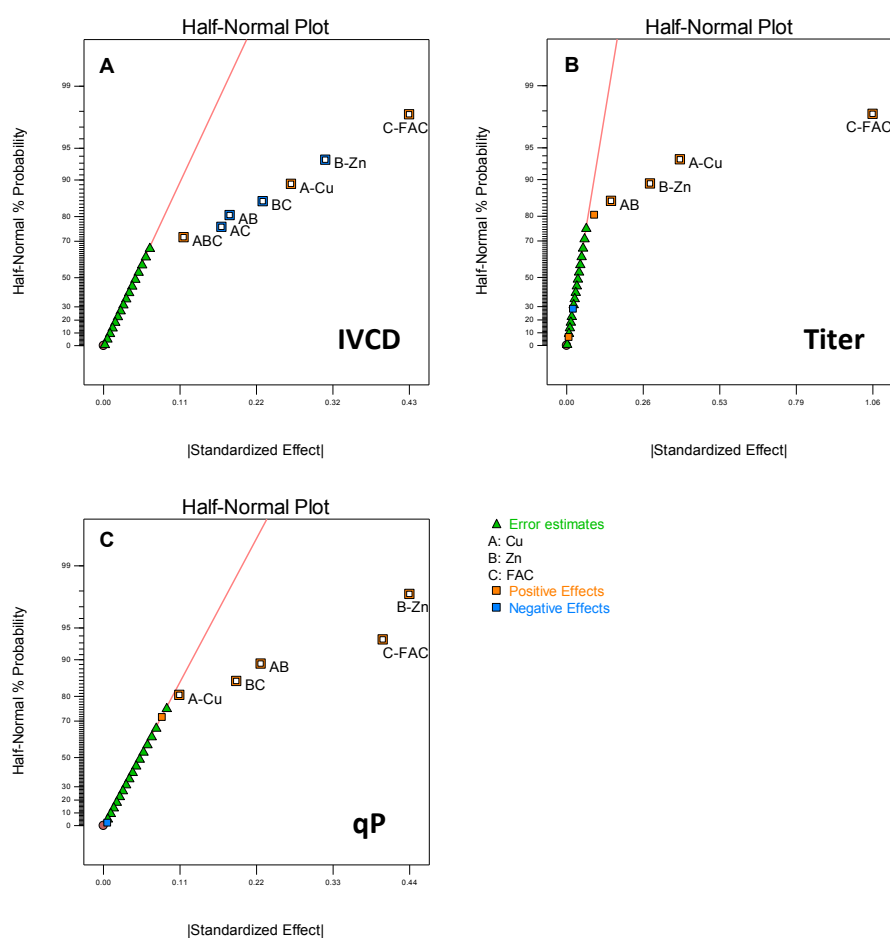 Half-Normal Plot
A
Half-Normal % Probability
99
95
90
80
70
50
30
20
10
0
C-FAC
B-Zn
A-Cu
BC
AB
AC
ABC
IVCD
0.00 0.11 0.22 0.33 0.43
|Standardized Effect|
Half-Normal Plot
B
Half-Normal % Probability
99
95
90
80
70
50
30
20
10
0
C-FAC
A-Cu
B-Zn
AB
Titer
0.00 0.26 0.53 0.79 1.06
|Standardized Effect|
Half-Normal Plot
C
Half-Normal % Probability
99
95
90
80
70
50
30
20
10
0
B-Zn
C-FAC
AB
BC
A-Cu
qP
0.00 0.11 0.22 0.33 0.44
|Standardized Effect|
Error estimates
A: Cu
B: Zn
C: FAC
Positive Effects
Negative Effects